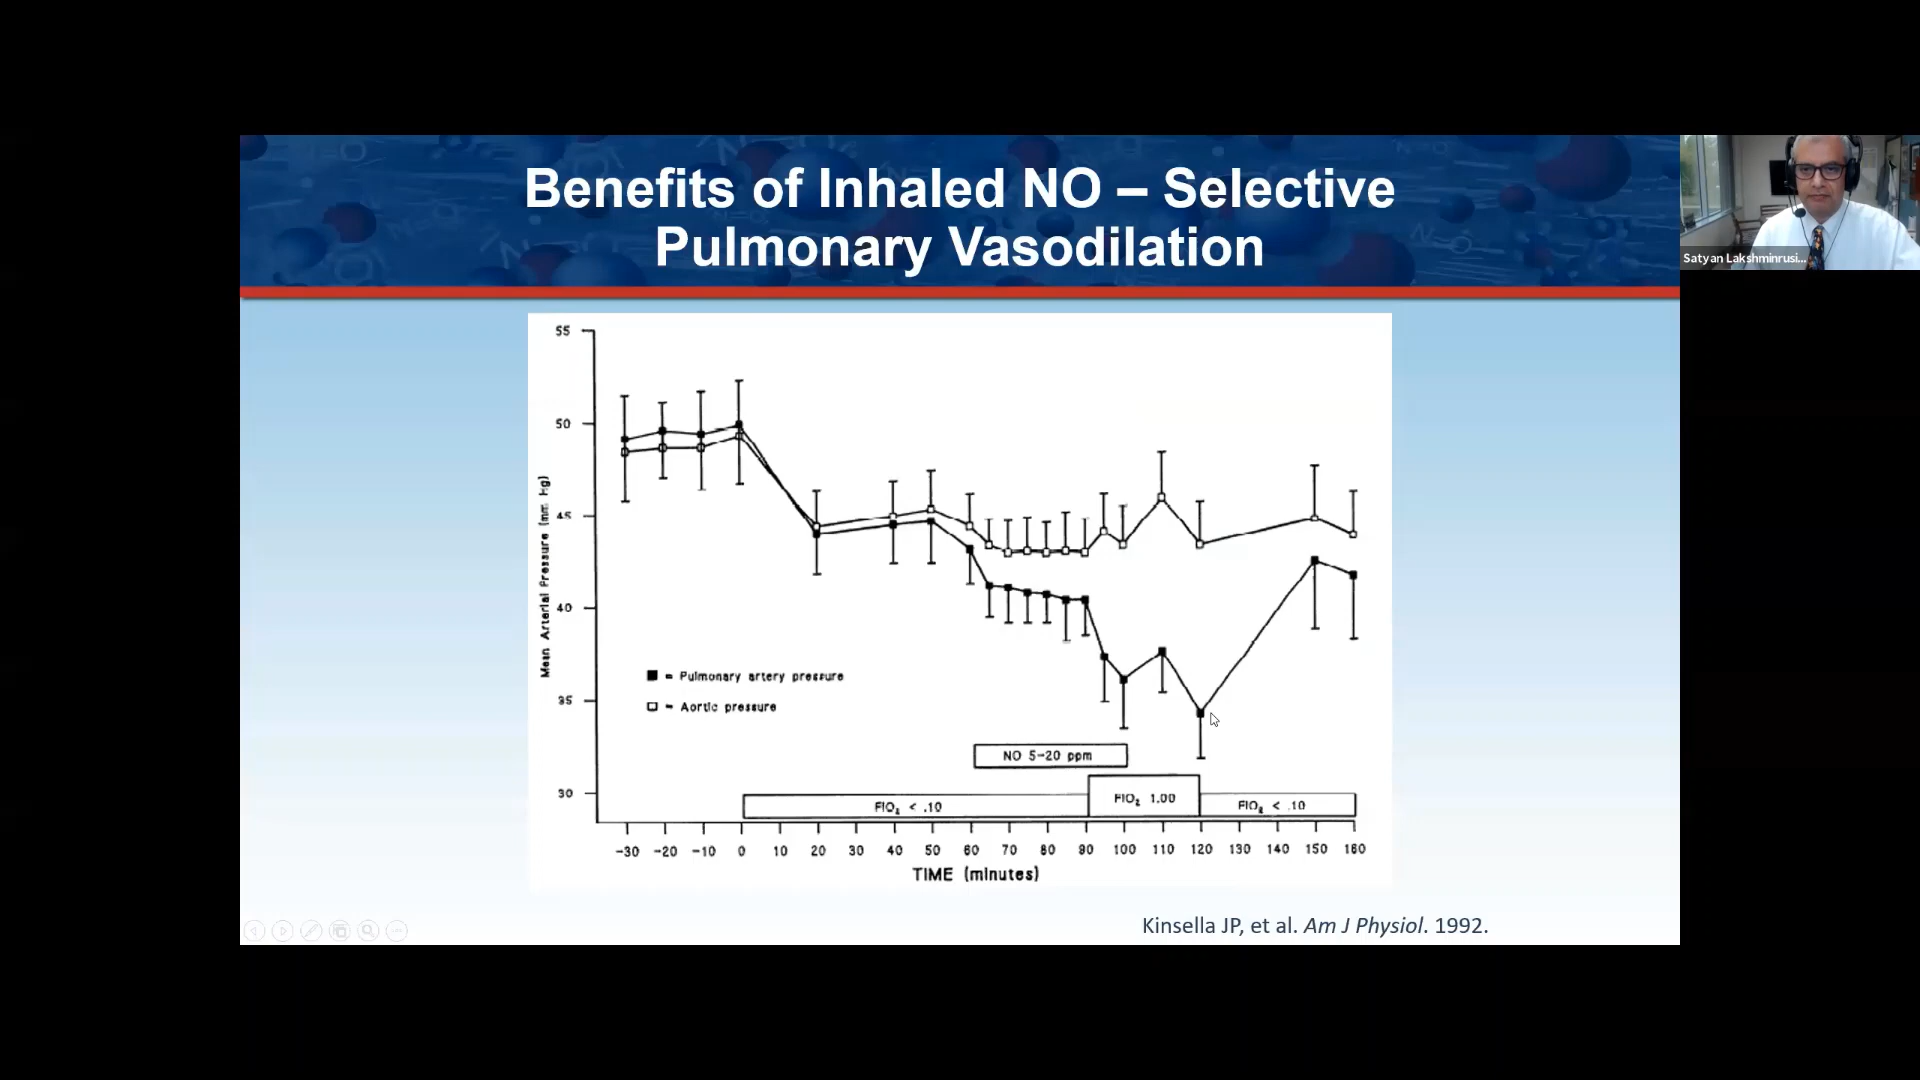 Benefits of Inhaled NO – Selective
Pulmonary Vasodilation
Satyan Lakshminrusi...
55
50
45
40
35
30
Mean Arterial Pressure (mm Hg)
■ = Pulmonary artery pressure
□ = Aortic pressure
NO 5-20 ppm
FIO₂ < .10
FIO₂ 1.00
FIO₂ < .10
-30 -20 -10 0 10 20 30 40 50 60 70 80 90 100 110 120 130 140 150 160
TIME (minutes)
Kinsella JP, et al. Am J Physiol. 1992.